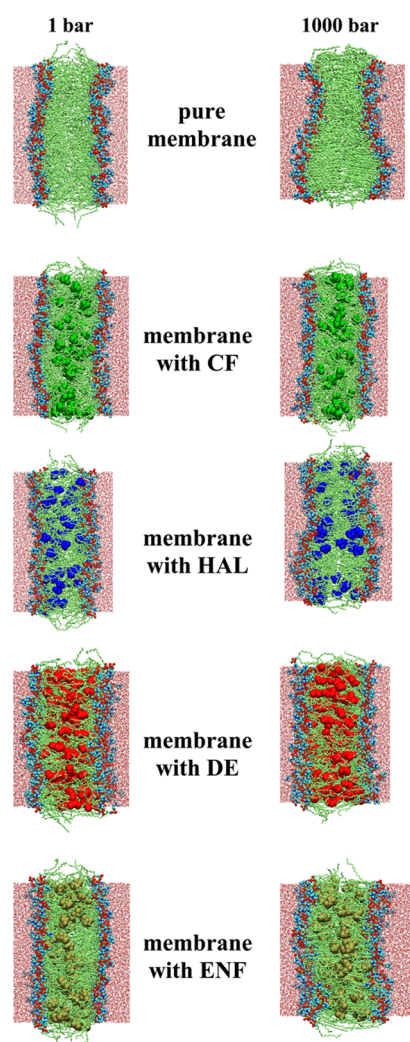 1 bar
1000 bar
pure
membrane
membrane
with CF
membrane
with HAL
membrane
with DE
membrane
with ENF